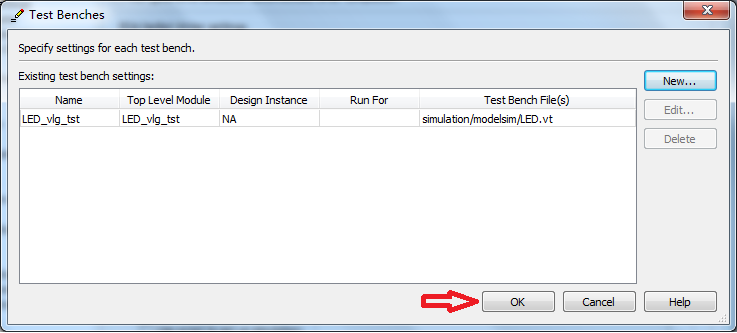 Test Benches
Specify settings for each test bench.
Existing test bench settings:
Name Top Level Module Design Instance Run For Test Bench File(s)
LED_vlg_tst LED_vlg_tst NA simulation/modelsim/LED.vt
New...
Edit...
Delete
OK Cancel Help